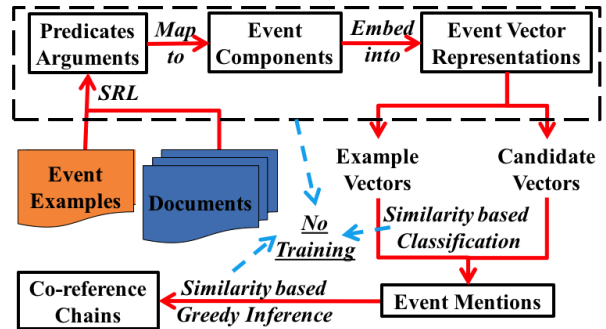 Predicates
Arguments
Map
to
Event
Components
Embed
into
Event Vector
Representations
SRL
Event
Examples
Documents
Example
Vectors
Candidate
Vectors
No
Training
Similarity based
Classification
Co-reference
Chains
Similarity based
Greedy Inference
Event Mentions